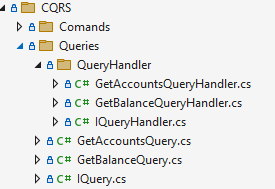 CQRS
Comands
Queries
QueryHandler
C# GetAccountsQueryHandler.cs
C# GetBalanceQueryHandler.cs
C# IQueryHandler.cs
C# GetAccountsQuery.cs
C# GetBalanceQuery.cs
C# IQuery.cs